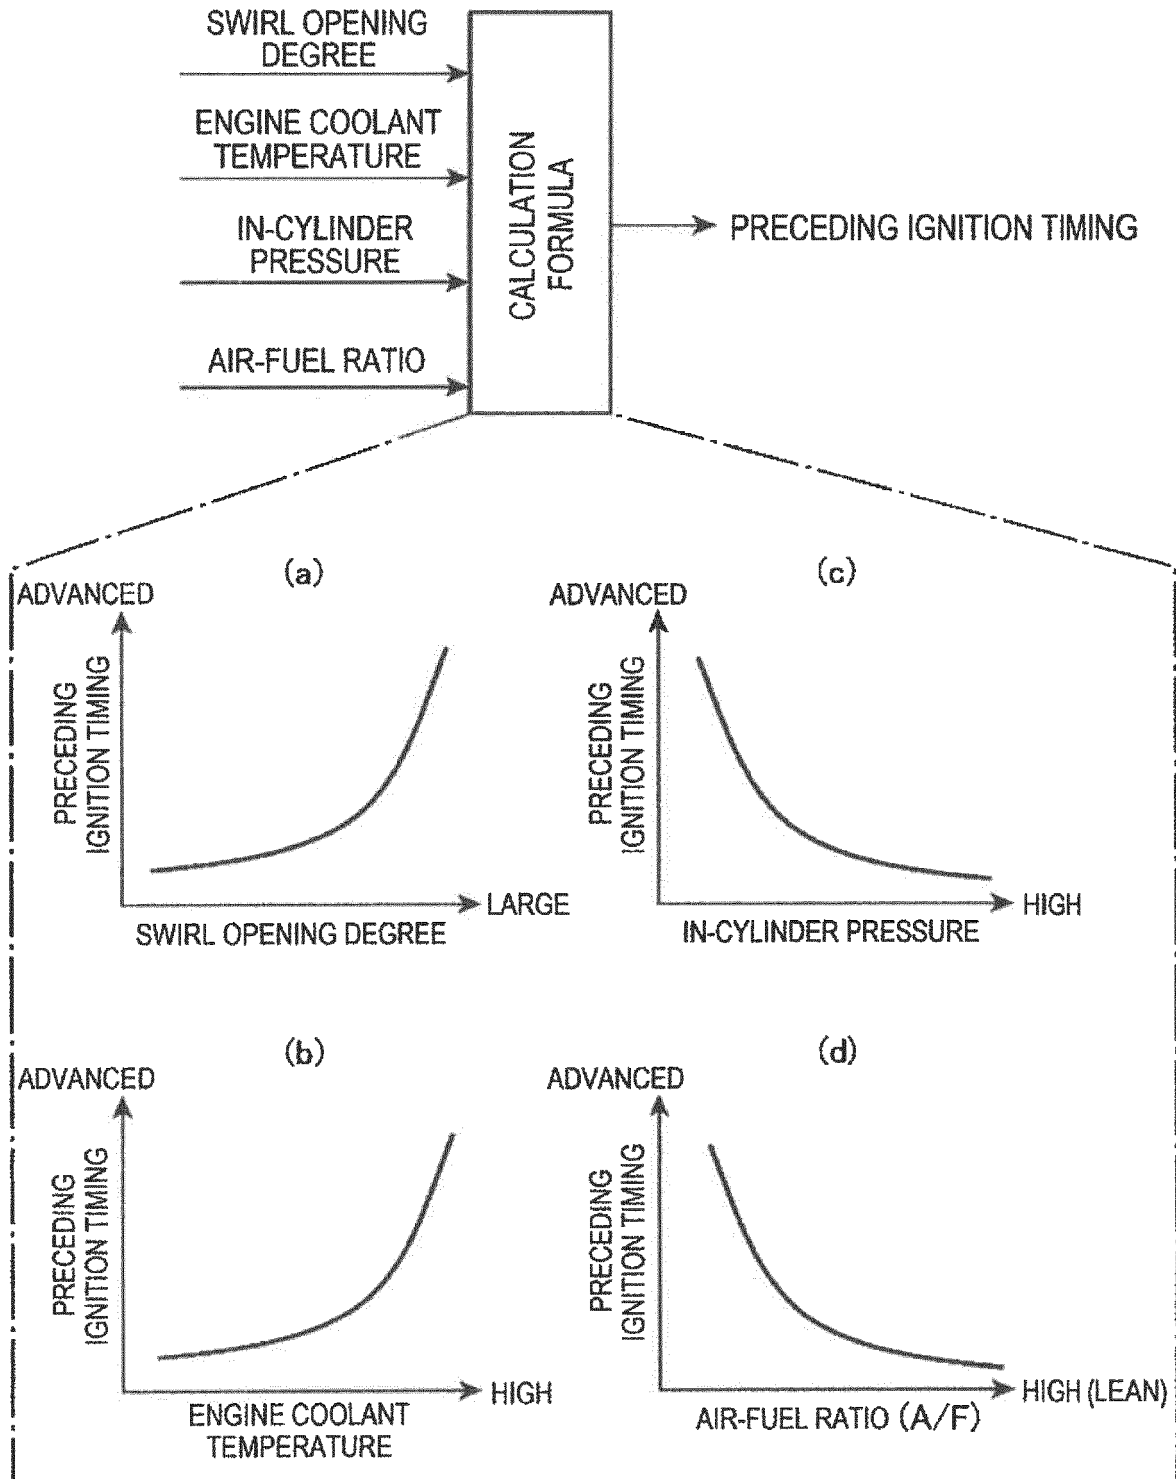 SWIRL OPENING
DEGREE
ENGINE COOLANT
TEMPERATURE
IN-CYLINDER
PRESSURE
AIR-FUEL RATIO
CALCULATION
FORMULA
PRECEDING IGNITION TIMING
(a)
ADVANCED
PRECEDING
IGNITION TIMING
LARGE
SWIRL OPENING DEGREE
(c)
ADVANCED
PRECEDING
IGNITION TIMING
HIGH
IN-CYLINDER PRESSURE
(b)
ADVANCED
PRECEDING
IGNITION TIMING
HIGH
ENGINE COOLANT
TEMPERATURE
(d)
ADVANCED
PRECEDING
IGNITION TIMING
HIGH (LEAN)
AIR-FUEL RATIO (A/F)